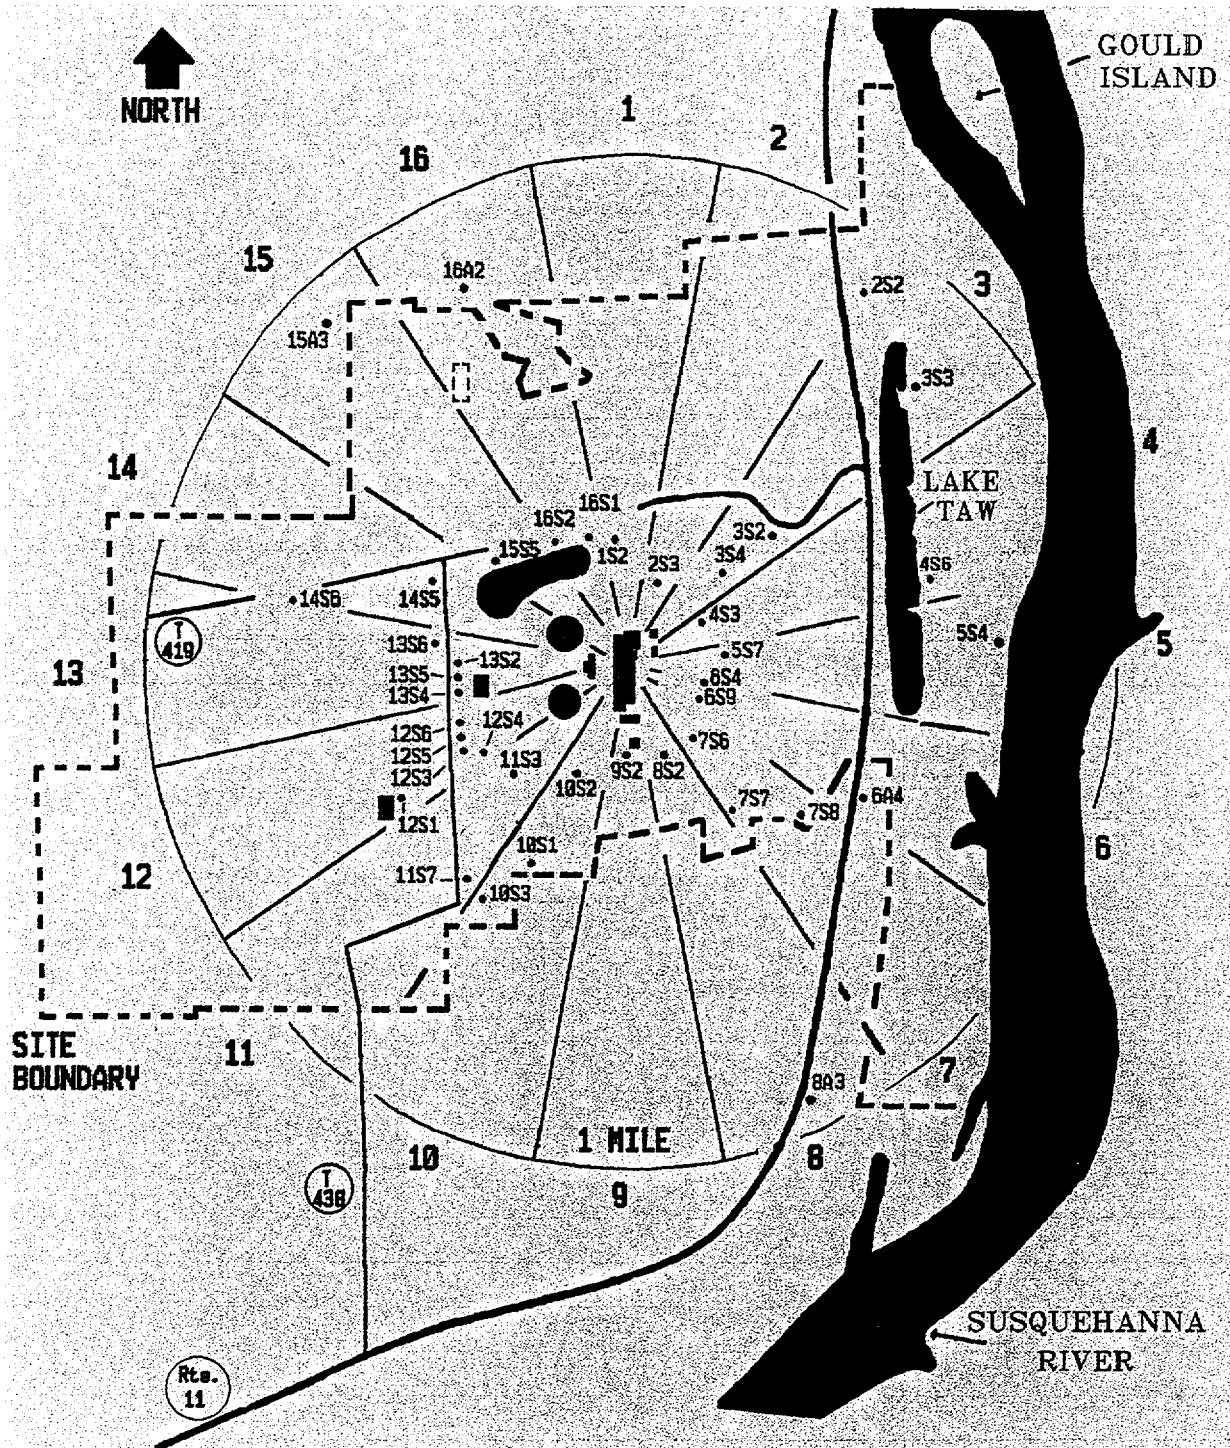 GOULD
ISLAND
NORTH
1
2
16
15
3
16A2
2S2
15A3
3S3
4
14
LAKE
TAW
16S1
16S2
3S2
1S2
15S5
3S4
2S3
4S6
14S6
14S5
4S3
T
419
13S6
5S4
5
5S7
13
13S2
13S5
6S4
13S4
6S9
12S4
12S6
7S6
12S5
11S3
9S2
8S2
12S3
10S2
6A4
7S7
7S8
12S1
6
10S1
12
11S7
10S3
SITE
BOUNDARY
11
7
8A3
1 MILE
10
8
9
T
438
SUSQUEHANNA
RIVER
Rte.
11